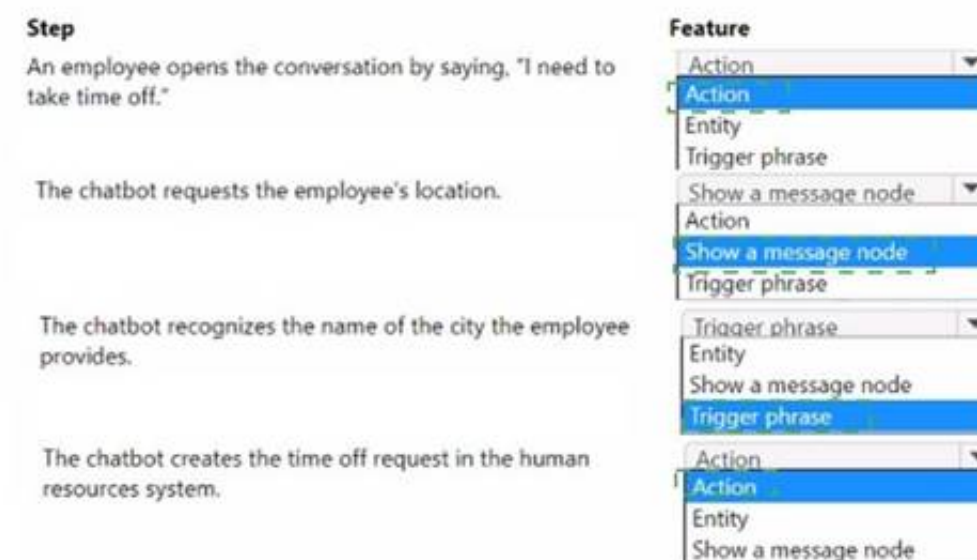 Step
Feature
An employee opens the conversation by saying, "I need to
take time off."
Action
Action
Entity
Trigger phrase
The chatbot requests the employee's location.
Show a message node
Action
Show a message node
Trigger phrase
The chatbot recognizes the name of the city the employee
provides.
Trigger phrase
Entity
Show a message node
Trigger phrase
The chatbot creates the time off request in the human
resources system.
Action
Action
Entity
Show a message node